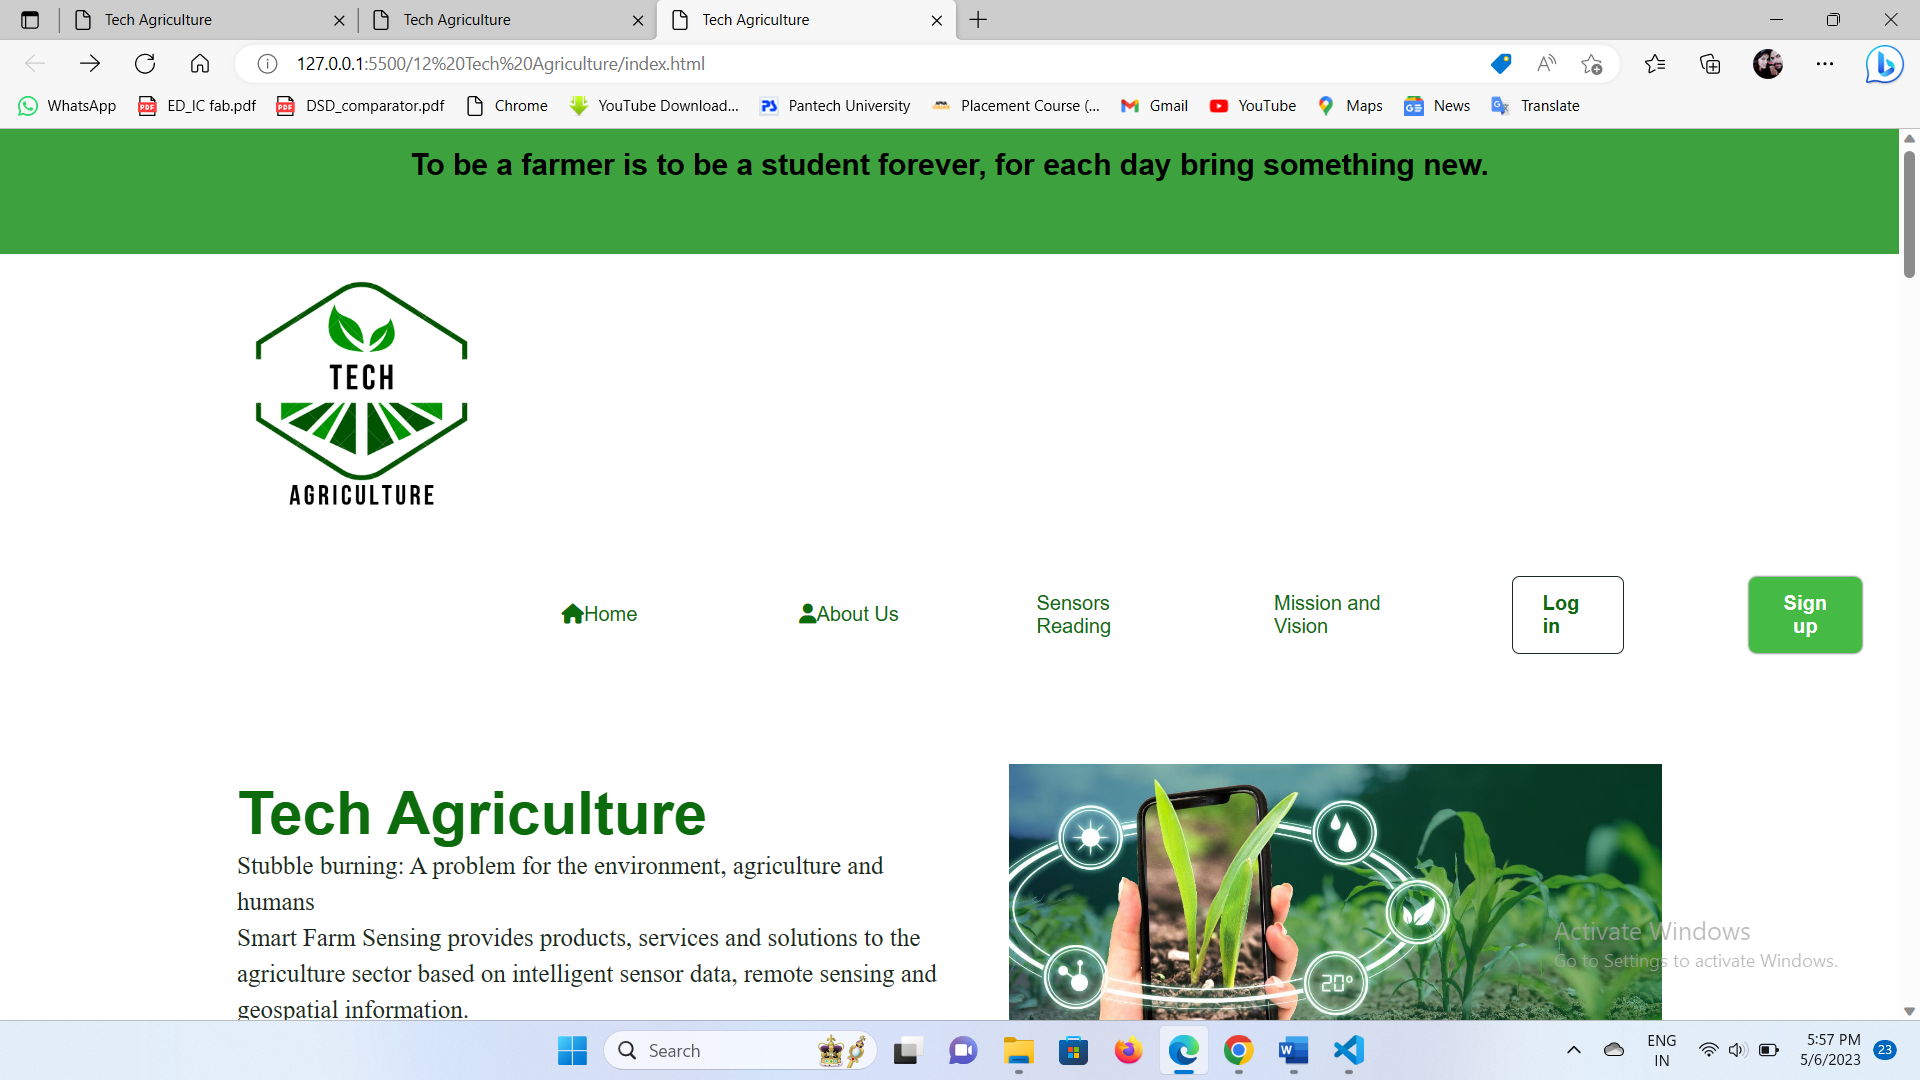 Tech Agriculture
Tech Agriculture
Tech Agriculture
127.0.0.1:5500/12%20Tech%20Agriculture/index.html
WhatsApp
ED_IC fab.pdf
DSD_comparator.pdf
Chrome
YouTube Download...
Pantech University
Placement Course (...
Gmail
YouTube
Maps
News
Translate
To be a farmer is to be a student forever, for each day bring something new.
TECH
AGRICULTURE
Home
About Us
Sensors
Reading
Mission and
Vision
Log
in
Sign
up
Tech Agriculture
Stubble burning: A problem for the environment, agriculture and
humans
Smart Farm Sensing provides products, services and solutions to the
agriculture sector based on intelligent sensor data, remote sensing and
geospatial information.
20°
Activate Windows
Go to Settings to activate Windows.
Search
ENG
IN
5:57 PM
5/6/2023
23